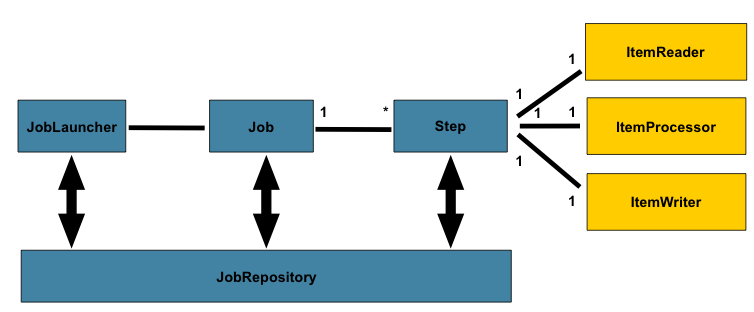 ItemReader
1
1
JobLauncher
Job
1
*
Step
1
1
ItemProcessor
1
1
ItemWriter
JobRepository